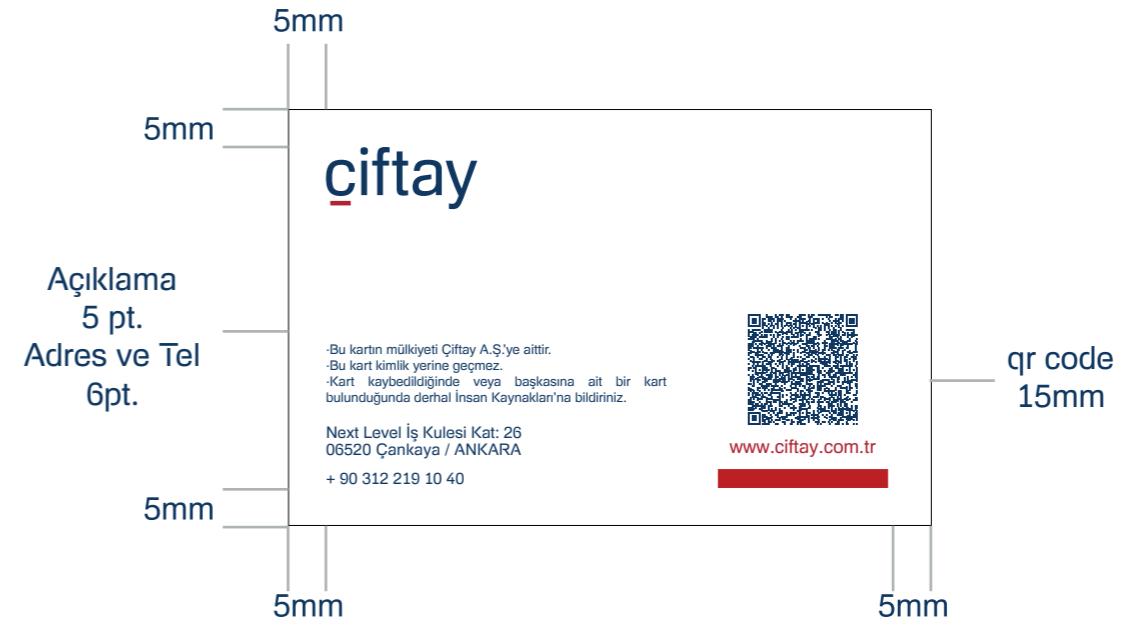 5mm
5mm
çiftay
Açıklama
5 pt.
Adres ve Tel
6pt.
-Bu kartın mülkiyeti Çiftay A.Ş.'ye aittir.
-Bu kart kimlik yerine geçmez.
-Kart kaybedildiğinde veya başkasına ait bir kart
bulunduğunda derhal İnsan Kaynakları'na bildiriniz.
Next Level İş Kulesi Kat: 26
06520 Çankaya / ANKARA
+ 90 312 219 10 40
www.ciftay.com.tr
qr code
15mm
5mm
5mm
5mm